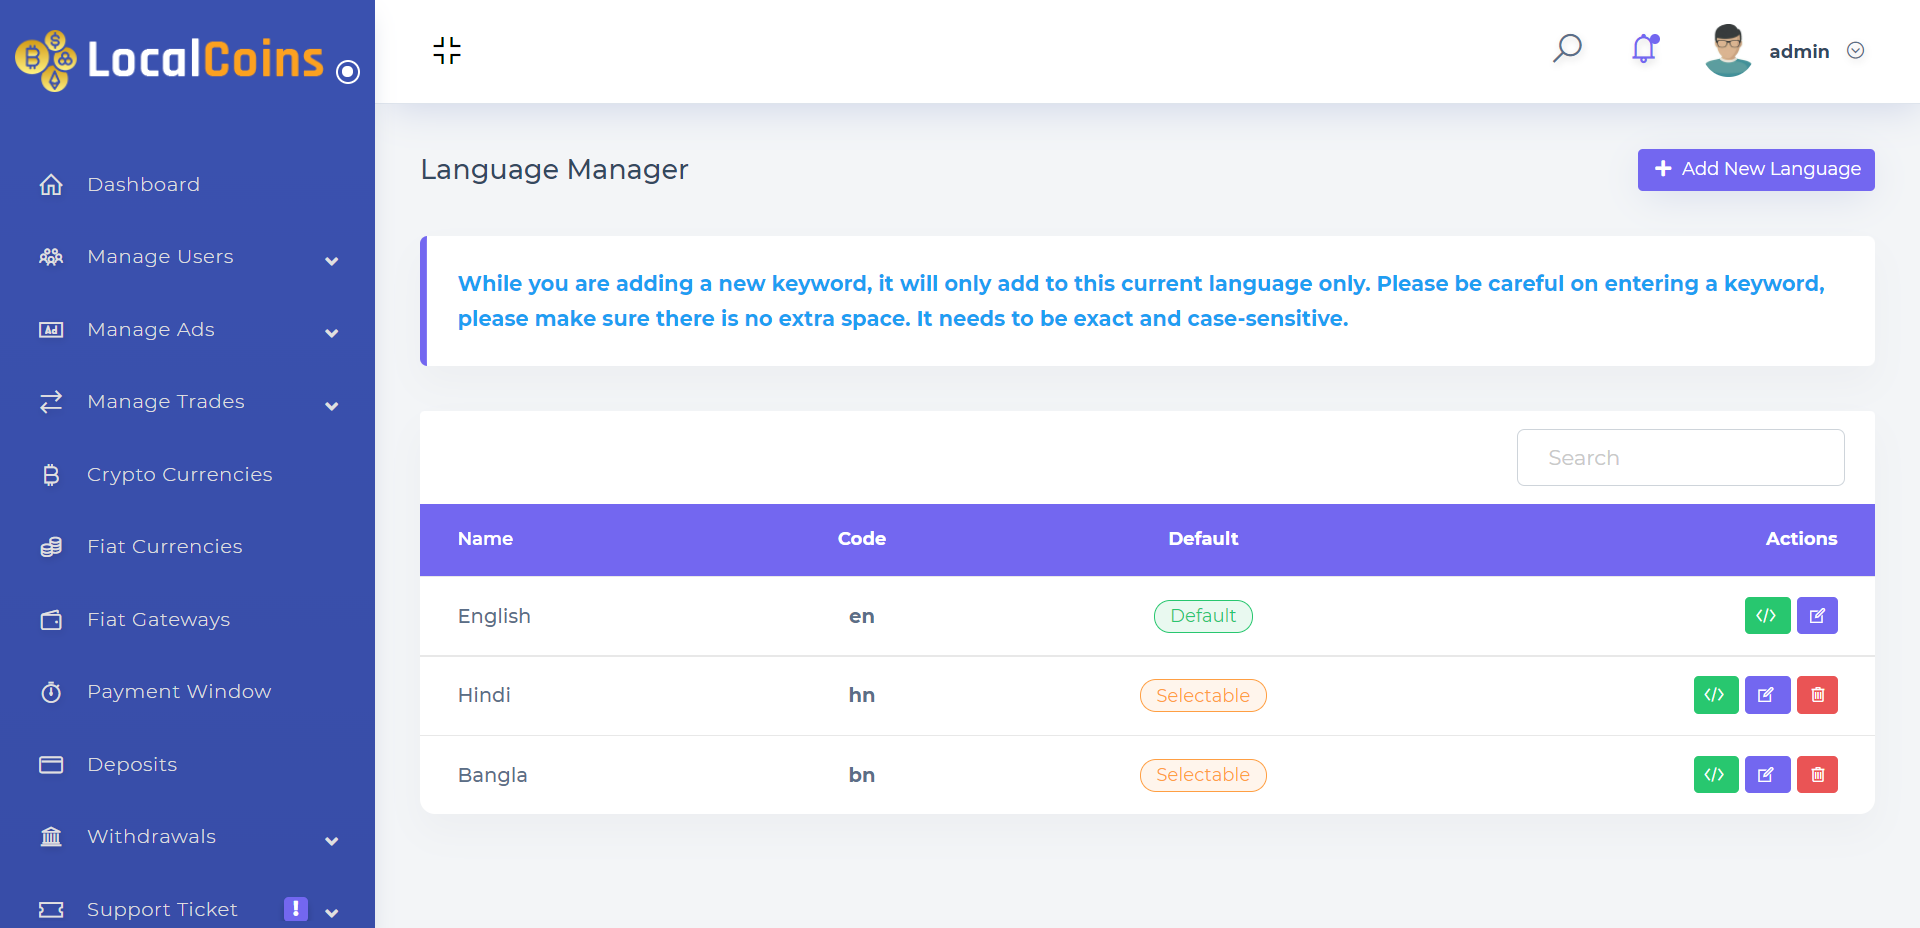 LocalCoins
admin
Dashboard
Manage Users
Manage Ads
Manage Trades
Crypto Currencies
Fiat Currencies
Fiat Gateways
Payment Window
Deposits
Withdrawals
Support Ticket !
Language Manager
Add New Language
While you are adding a new keyword, it will only add to this current language only. Please be careful on entering a keyword,
please make sure there is no extra space. It needs to be exact and case-sensitive.
Search
Name Code Default Actions
English en Default
Hindi hn Selectable
Bangla bn Selectable